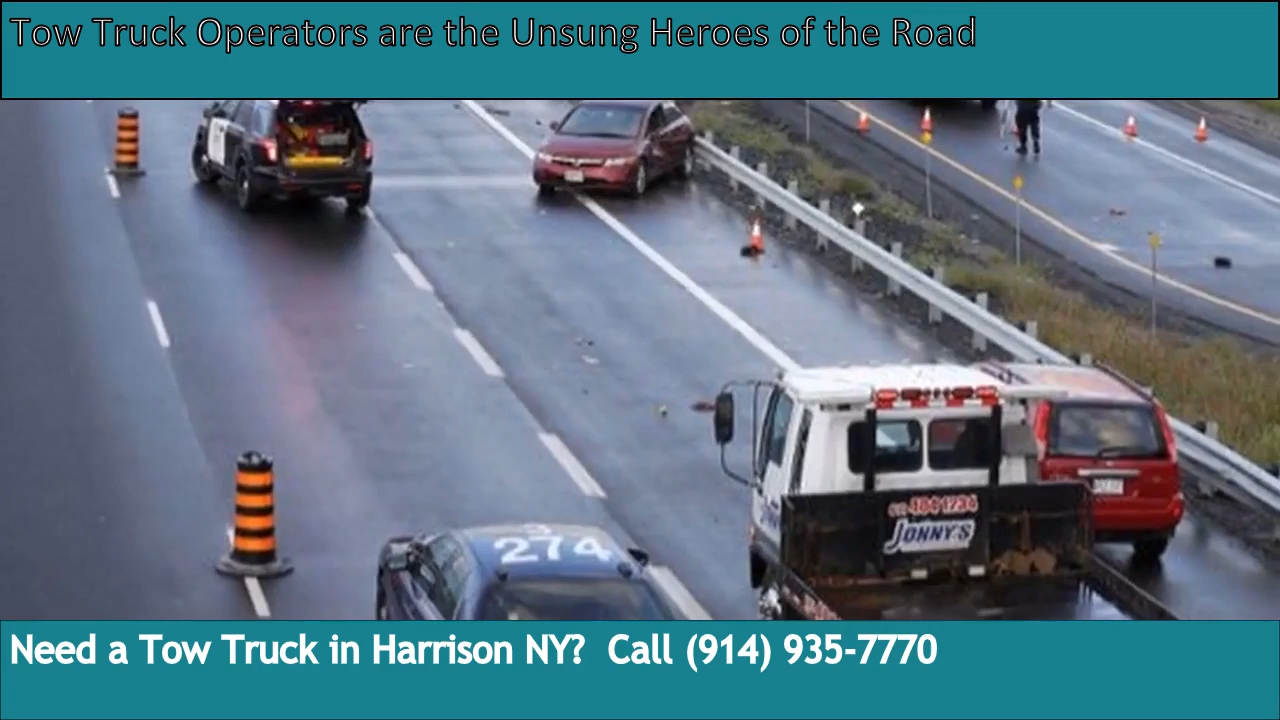 Tow Truck Operators are the Unsung Heroes of the Road
274
JONNY'S
Need a Tow Truck in Harrison NY?  Call (914) 935-7770